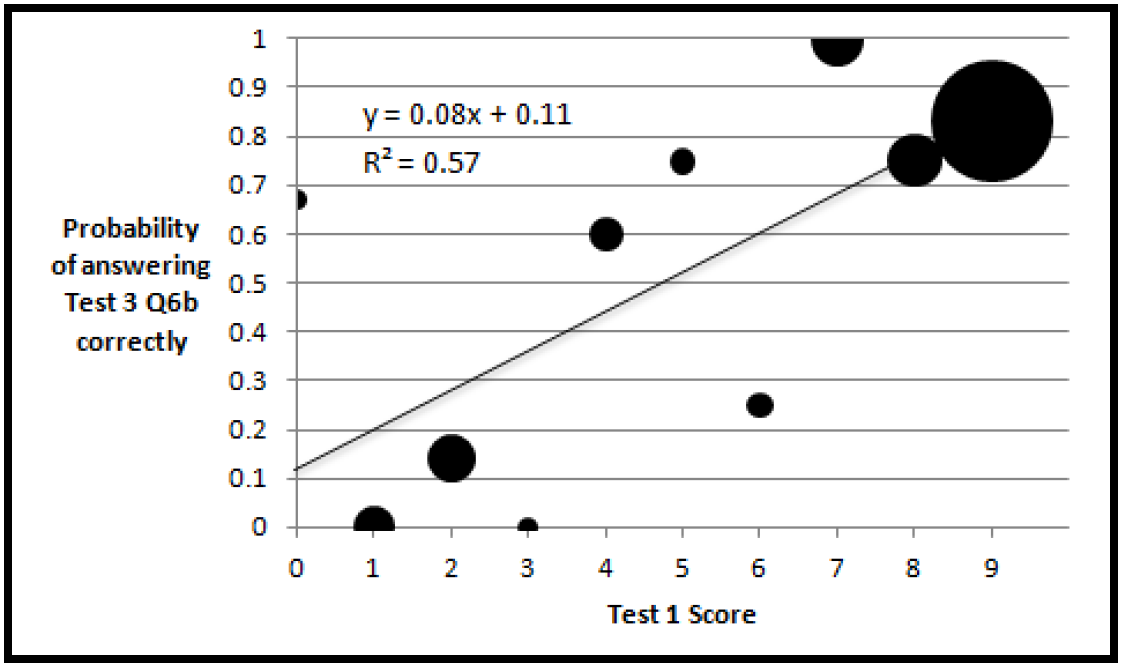 1
0.9
0.8
0.7
0.6
0.5
0.4
0.3
0.2
0.1
0
y = 0.08x + 0.11
R² = 0.57
Probability
of answering
Test 3 Q6b
correctly
0 1 2 3 4 5 6 7 8 9
Test 1 Score